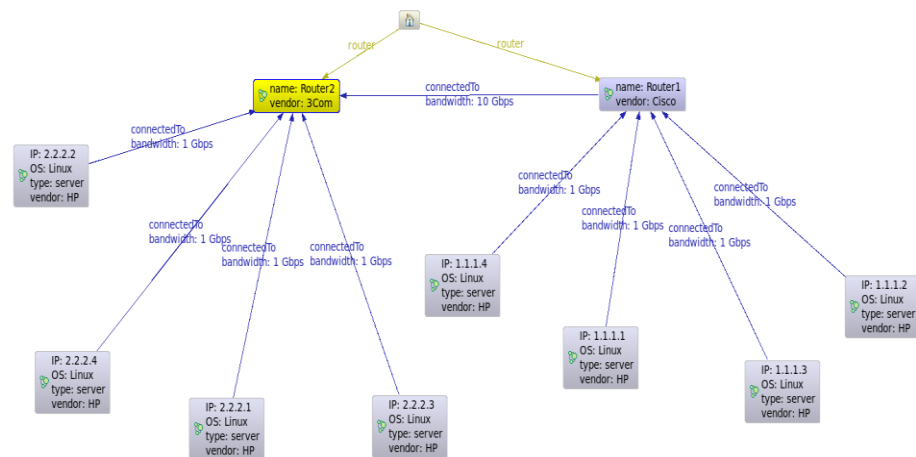 router
router
name: Router2
vendor: 3Com
connectedTo
bandwidth: 10 Gbps
name: Router1
vendor: Cisco
connectedTo
bandwidth: 1 Gbps
IP: 2.2.2.2
OS: Linux
type: server
vendor: HP
connectedTo
bandwidth: 1 Gbps
connectedTo
bandwidth: 1 Gbps
connectedTo
bandwidth: 1 Gbps
connectedTo
bandwidth: 1 Gbps
connectedTo
bandwidth: 1 Gbps
connectedTo
bandwidth: 1 Gbps
connectedTo
bandwidth: 1 Gbps
IP: 1.1.1.4
OS: Linux
type: server
vendor: HP
IP: 1.1.1.2
OS: Linux
type: server
vendor: HP
IP: 1.1.1.1
OS: Linux
type: server
vendor: HP
IP: 2.2.2.4
OS: Linux
type: server
vendor: HP
IP: 1.1.1.3
OS: Linux
type: server
vendor: HP
IP: 2.2.2.1
OS: Linux
type: server
vendor: HP
IP: 2.2.2.3
OS: Linux
type: server
vendor: HP